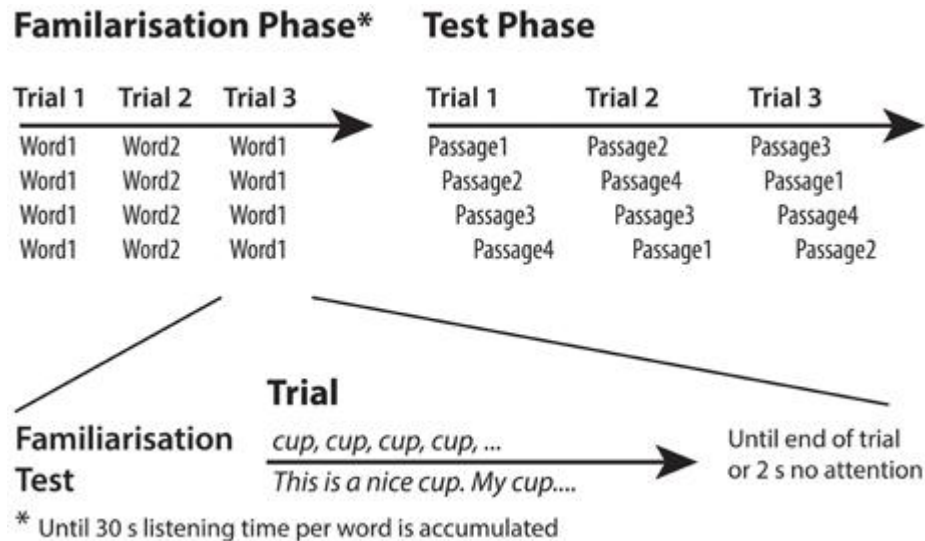 Familarisation Phase* Test Phase
Trial 1 Trial 2 Trial 3 Trial 1 Trial 2 Trial 3
Word1 Word2 Word1 Passage1 Passage2 Passage3
Word1 Word2 Word1 Passage2 Passage4 Passage1
Word1 Word2 Word1 Passage3 Passage3 Passage4
Word1 Word2 Word1 Passage4 Passage1 Passage2
Trial
Familiarisation cup, cup, cup, cup, ... Until end of trial
Test This is a nice cup. My cup.... or 2 s no attention
* Until 30 s listening time per word is accumulated